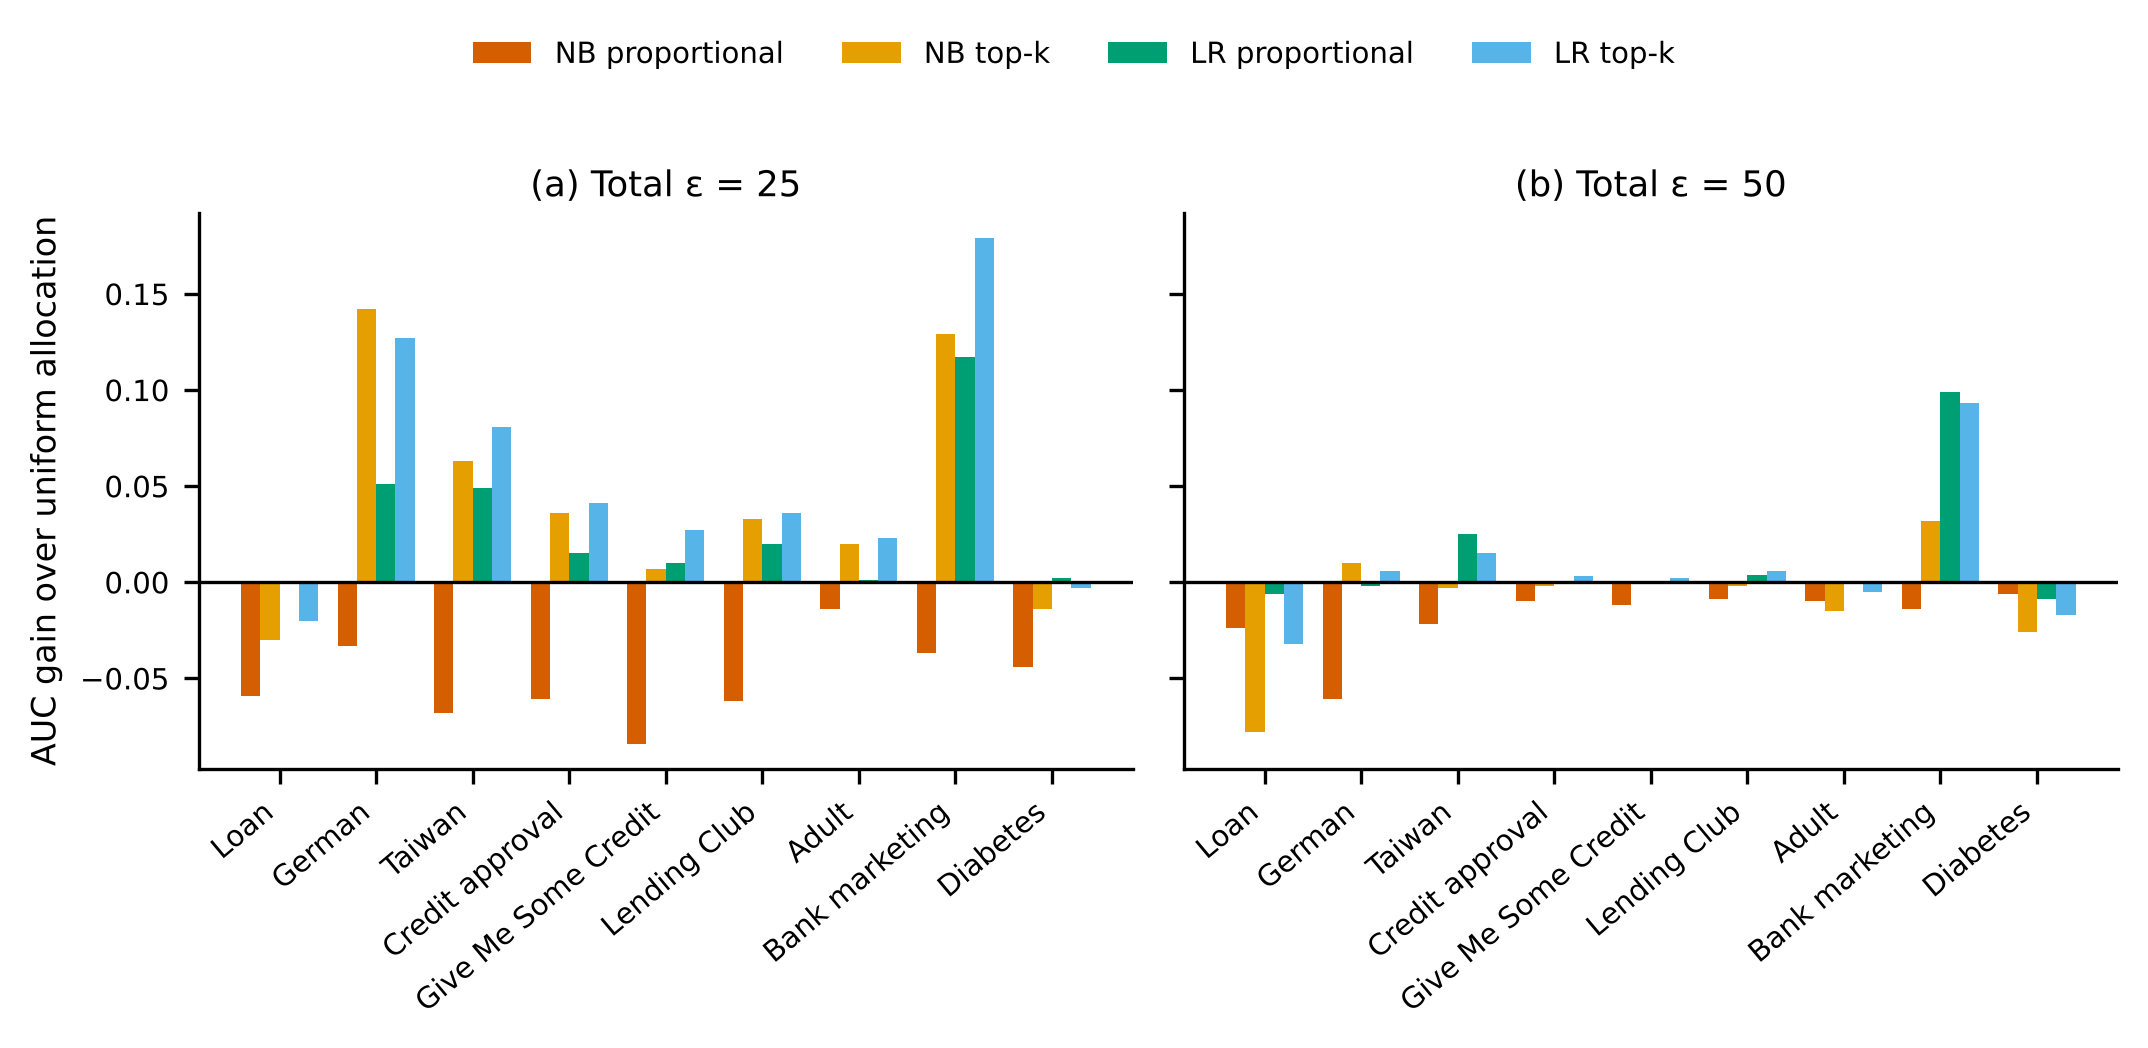 NB proportional NB top-k LR proportional LR top-k
(a) Total ε = 25
AUC gain over uniform allocation
0.15
0.10
0.05
0.00
−0.05
Loan
German
Taiwan
Credit approval
Give Me Some Credit
Lending Club
Adult
Bank marketing
Diabetes
(b) Total ε = 50
Loan
German
Taiwan
Credit approval
Give Me Some Credit
Lending Club
Adult
Bank marketing
Diabetes